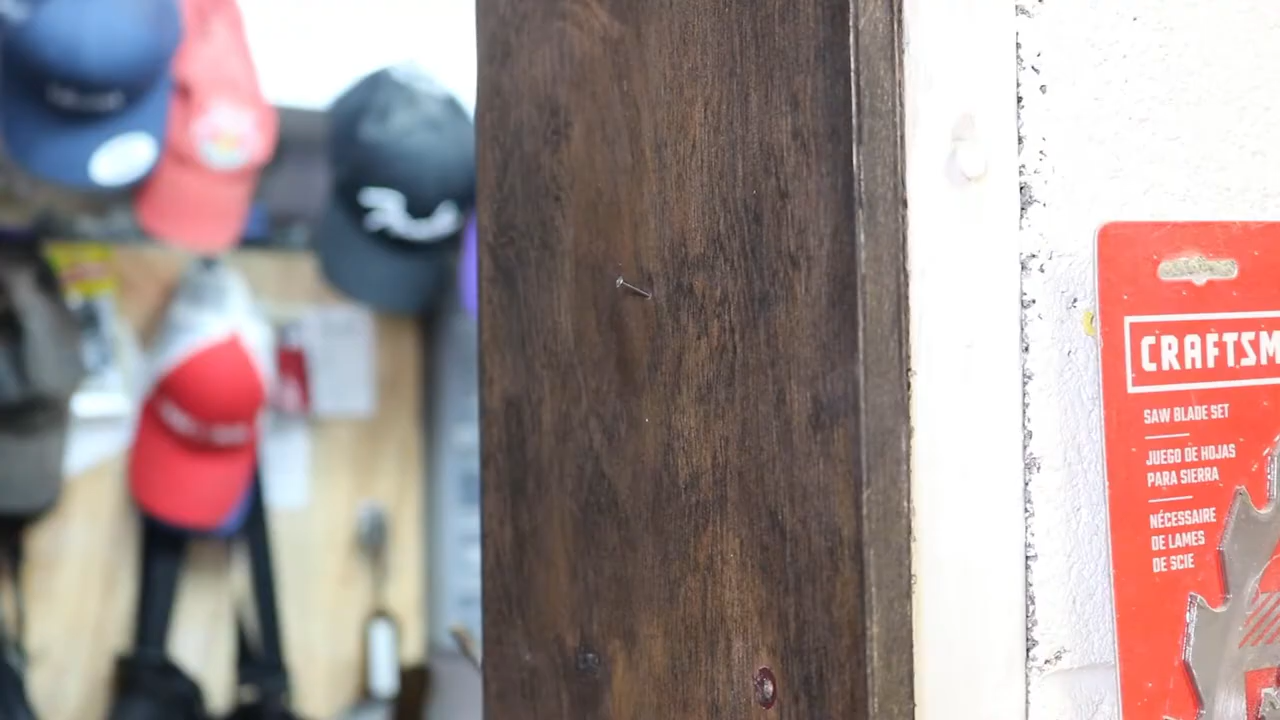 CRAFTSM
SAW BLADE SET
JUEGO DE HOJAS
PARA SIERRA
NÉCESSAIRE
DE LAMES
DE SCIE